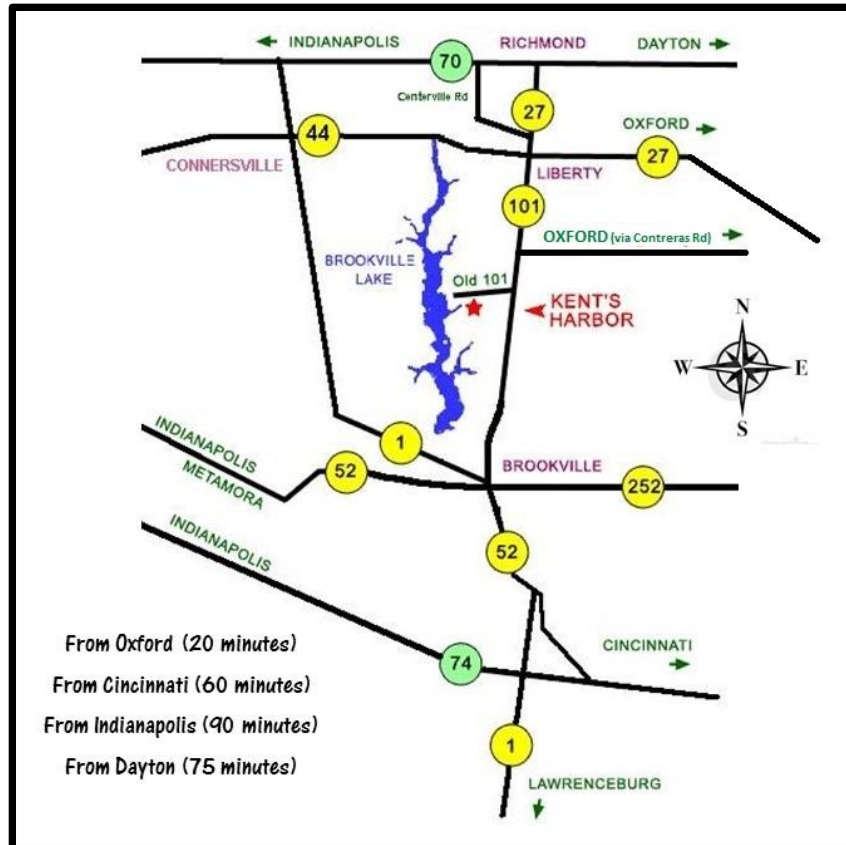 INDIANAPOLIS
RICHMOND
DAYTON
70
Centerville Rd
27
OXFORD
44
27
CONNERSVILLE
LIBERTY
101
OXFORD (via Contreras Rd)
BROOKVILLE
LAKE
Old 101
KENT'S
HARBOR
N
W
E
S
INDIANAPOLIS
METAMORA
1
BROOKVILLE
52
252
INDIANAPOLIS
52
From Oxford (20 minutes)
From Cincinnati (60 minutes)
From Indianapolis (90 minutes)
From Dayton (75 minutes)
74
CINCINNATI
1
LAWRENCEBURG